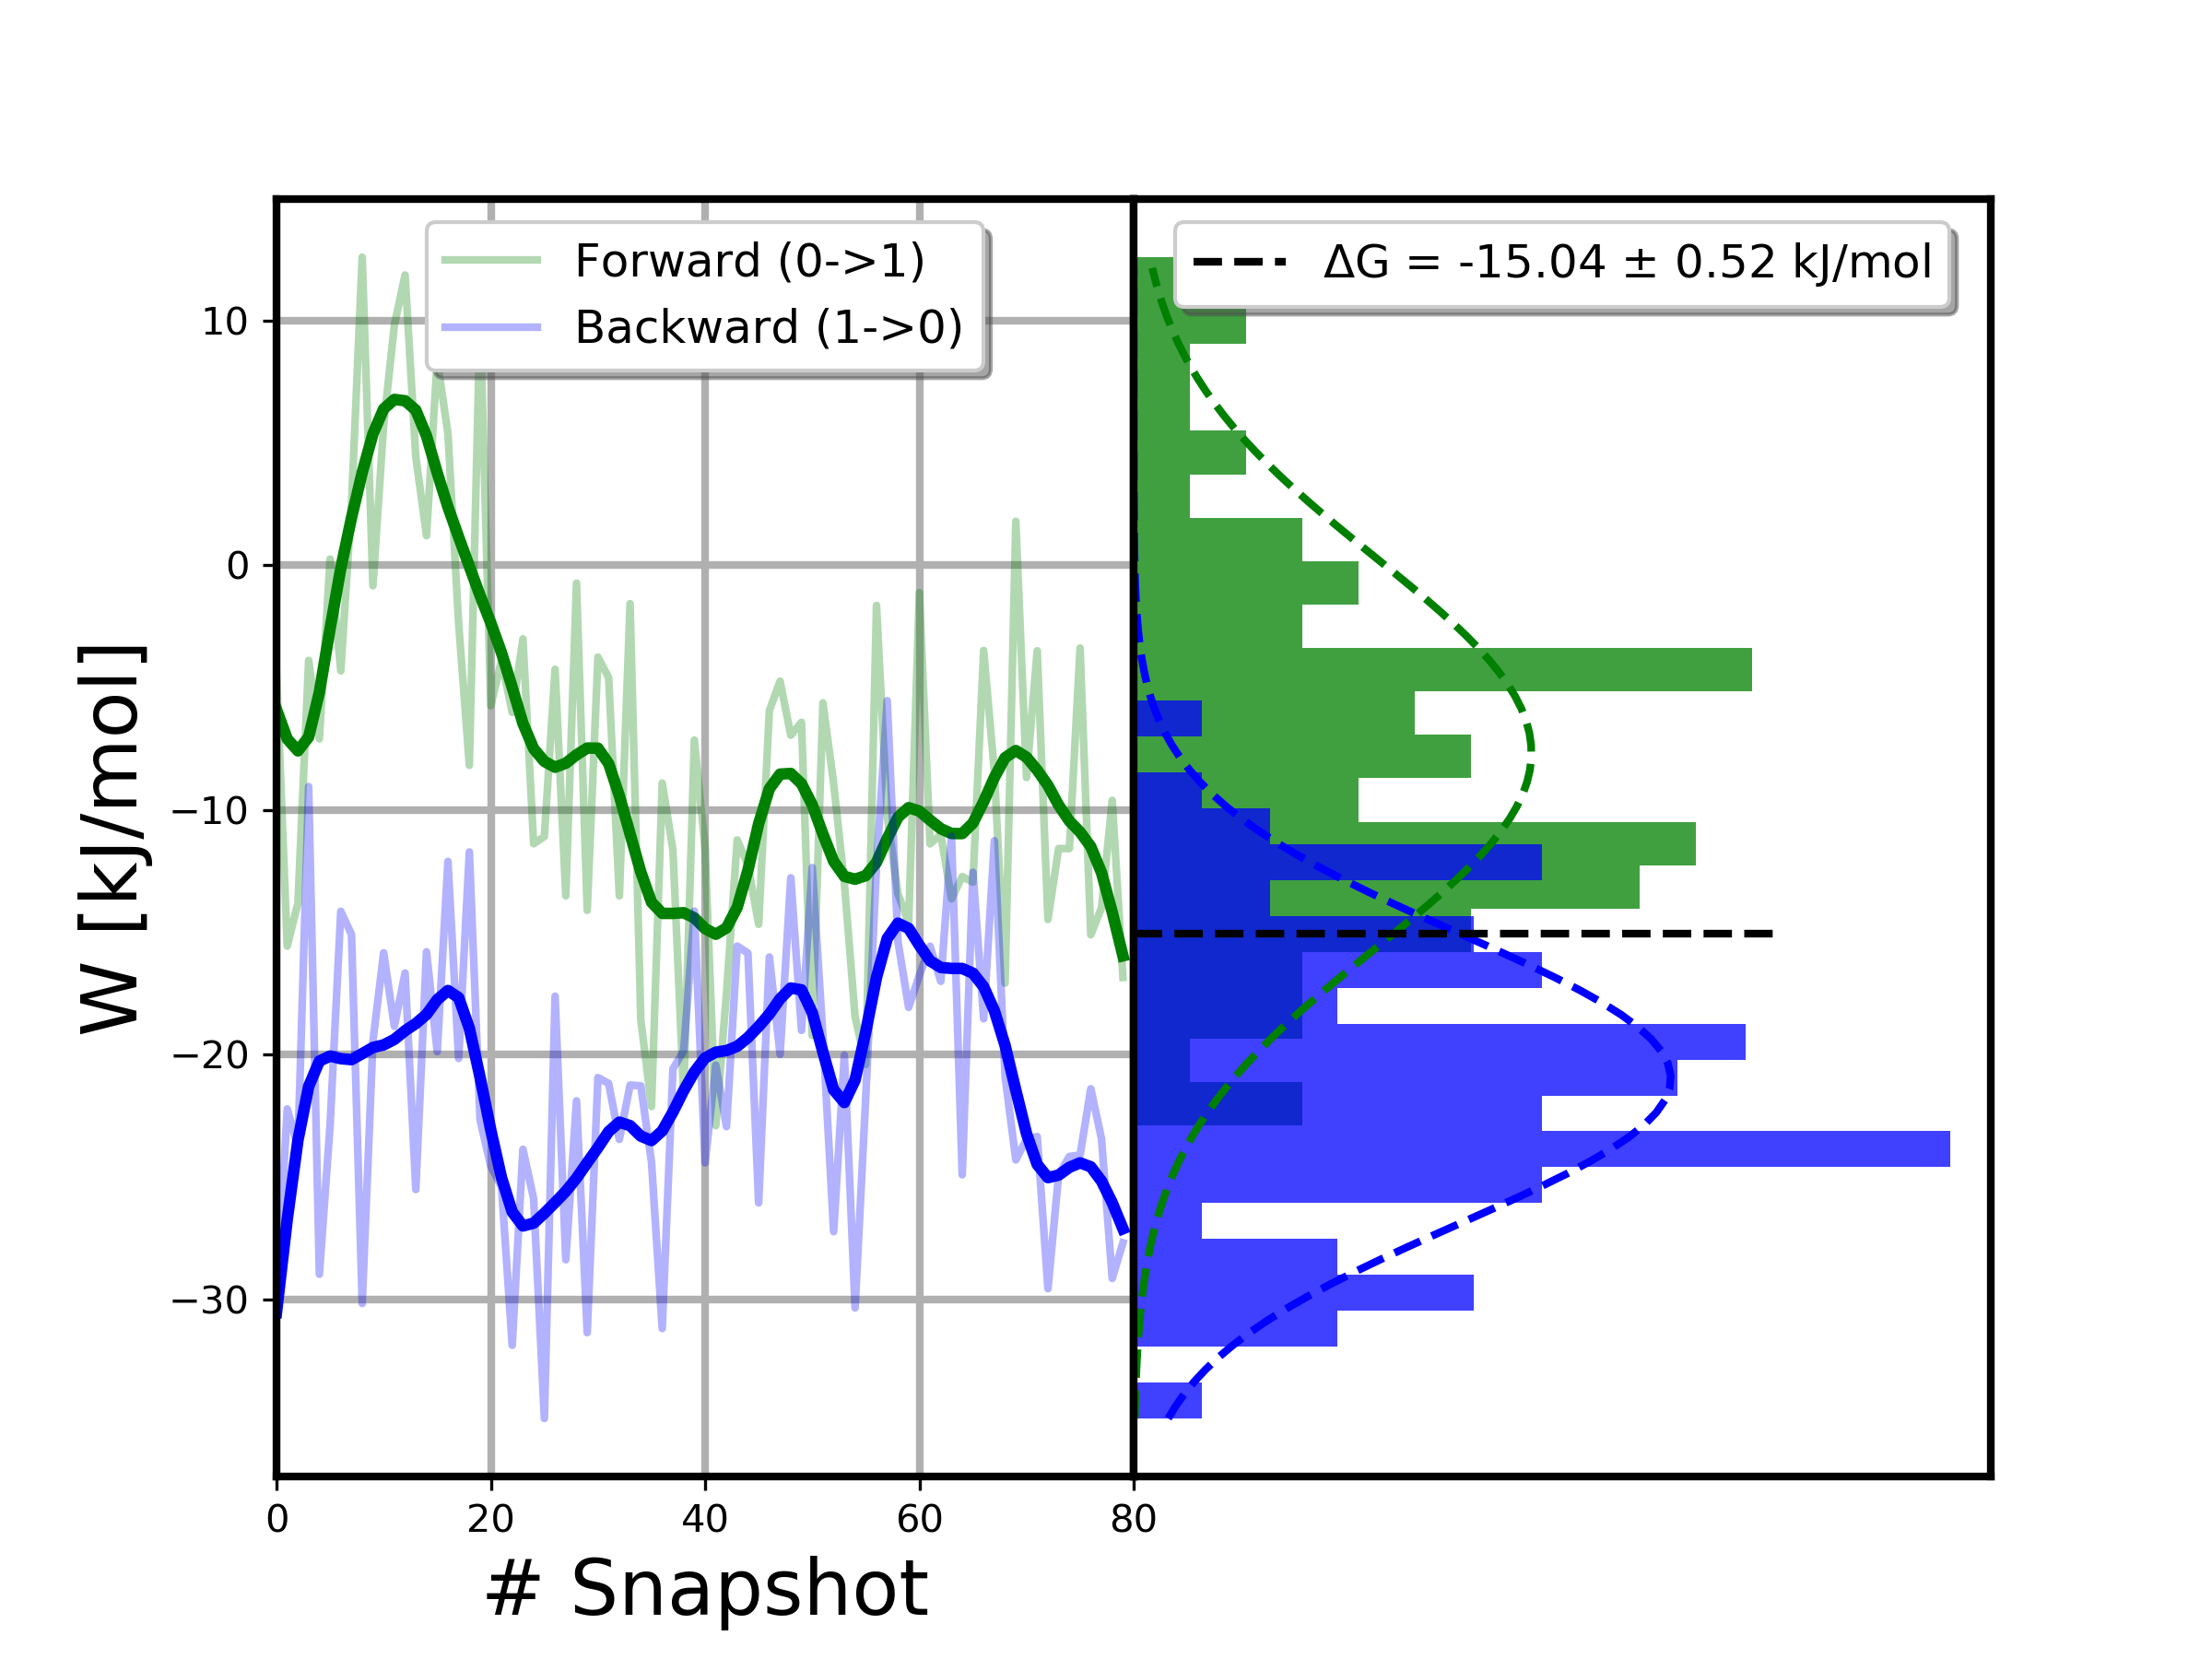 Forward (0->1)
Backward (1->0)
ΔG = -15.04 ± 0.52 kJ/mol
W [kJ/mol]
10
0
−10
−20
−30
0
20
40
60
80
# Snapshot